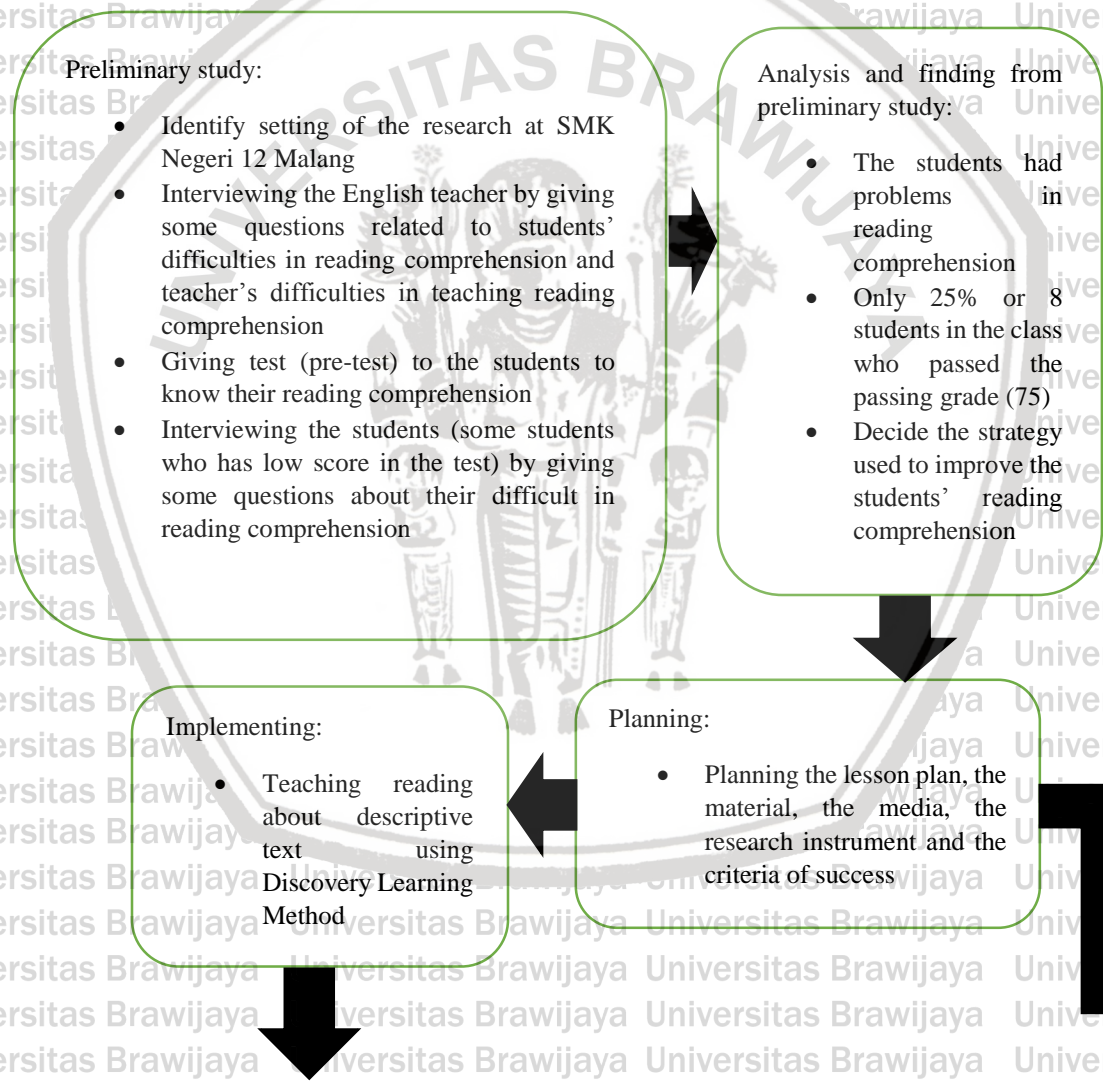 Preliminary study:
• Identify setting of the research at SMK
Negeri 12 Malang
• Interviewing the English teacher by giving
some questions related to students’
difficulties in reading comprehension and
teacher’s difficulties in teaching reading
comprehension
• Giving test (pre-test) to the students to
know their reading comprehension
• Interviewing the students (some students
who has low score in the test) by giving
some questions about their difficult in
reading comprehension
Analysis and finding from
preliminary study:
• The students had
problems in
reading
comprehension
• Only 25% or 8
students in the class
who passed the
passing grade (75)
• Decide the strategy
used to improve the
students’ reading
comprehension
Planning:
• Planning the lesson plan, the
material, the media, the
research instrument and the
criteria of success
Implementing:
• Teaching reading
about descriptive
text using
Discovery Learning
Method
UNIVERSITAS BRAWIJAYA